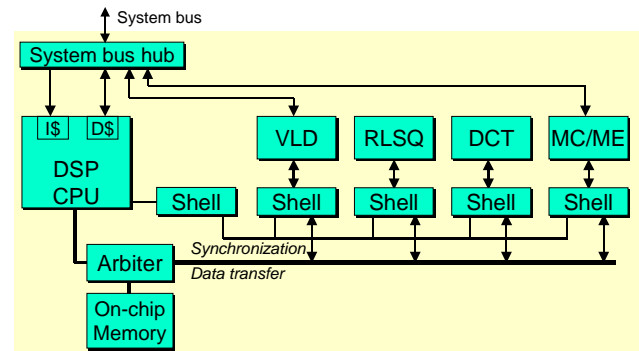 System bus
System bus hub
I$ D$
DSP
CPU
VLD
RLSQ
DCT
MC/ME
Shell
Shell
Shell
Shell
Shell
Synchronization
Data transfer
Arbiter
On-chip
Memory